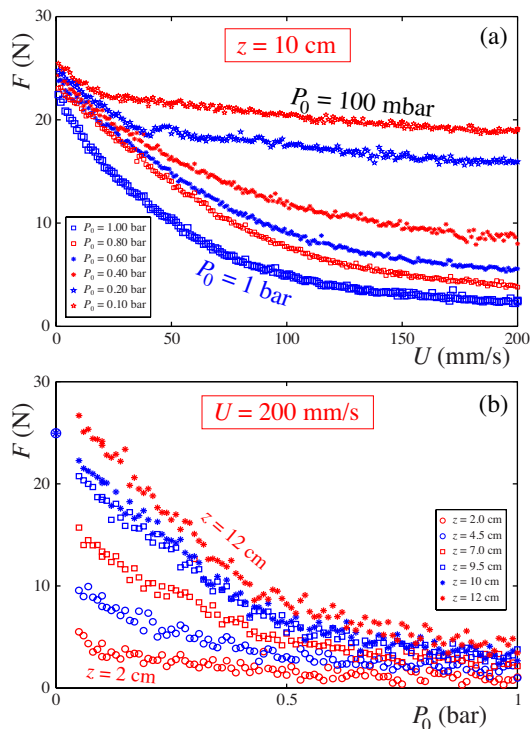 30
z = 10 cm
(a)
F (N)
20
P₀ = 100 mbar
10
P₀ = 1.00 bar
P₀ = 0.80 bar
P₀ = 0.60 bar
P₀ = 0.40 bar
P₀ = 0.20 bar
P₀ = 0.10 bar
P₀ = 1 bar
0
0 50 100 150 200
U (mm/s)
30
U = 200 mm/s
(b)
F (N)
20
z = 12 cm
10
z = 2.0 cm
z = 4.5 cm
z = 7.0 cm
z = 9.5 cm
z = 10 cm
z = 12 cm
z = 2 cm
0
0 0.5 1
P₀ (bar)